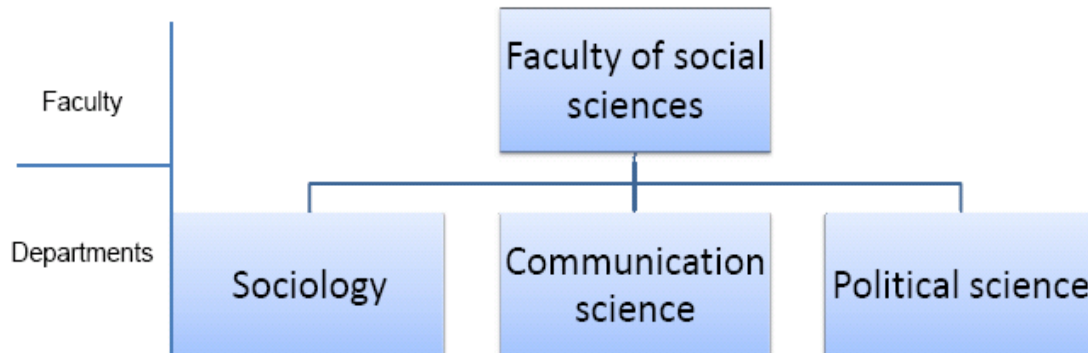 Faculty of social
sciences
Faculty
Departments
Sociology
Communication
science
Political science